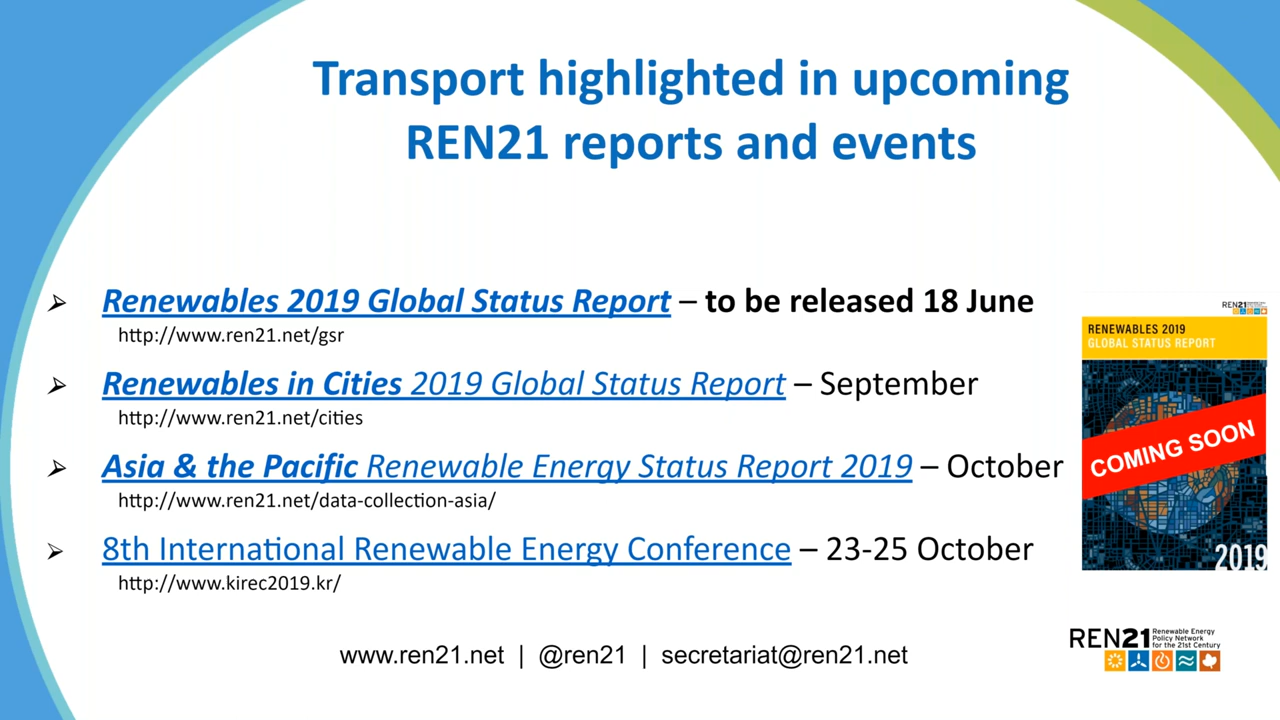 Transport highlighted in upcoming
REN21 reports and events
➢ Renewables 2019 Global Status Report – to be released 18 June
http://www.ren21.net/gsr
➢ Renewables in Cities 2019 Global Status Report – September
http://www.ren21.net/cities
➢ Asia & the Pacific Renewable Energy Status Report 2019 – October
http://www.ren21.net/data-collection-asia/
➢ 8th International Renewable Energy Conference – 23-25 October
http://www.kirec2019.kr/
REN21
RENEWABLES 2019
GLOBAL STATUS REPORT
COMING SOON
2019
www.ren21.net | @ren21 | secretariat@ren21.net
REN21 Renewable Energy
Policy Network
for the 21st Century